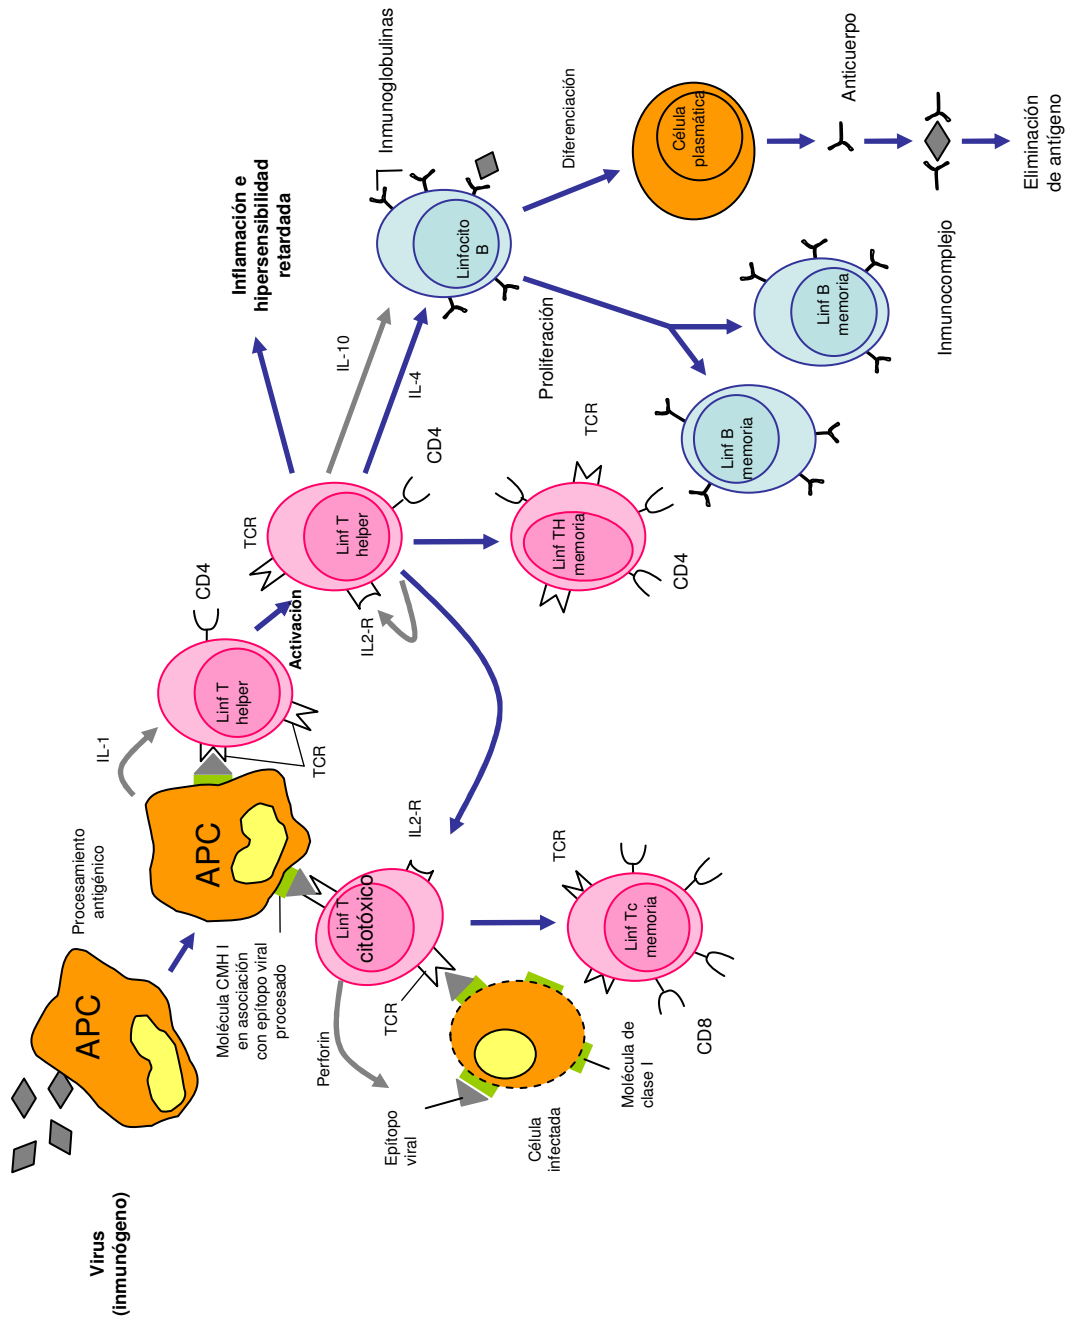 Virus
(inmunógeno)
APC
Procesamiento
antigénico
APC
IL-1
Linf T
helper
CD4
TCR
Activación
Molécula CMH I
en asociación
con epítopo viral
procesado
Linf T
citotóxico
IL2-R
TCR
Perforin
Epítopo
viral
Célula
infectada
Molécula de
clase I
Linf Tc
memoria
TCR
CD8
TCR
Linf T
helper
CD4
IL2-R
Linf TH
memoria
TCR
CD4
Inflamación e
hipersensibilidad
retardada
IL-10
IL-4
Inmunoglobulinas
Linfocito
B
Proliferación
Linf B
memoria
Linf B
memoria
Diferenciación
Célula
plasmática
Anticuerpo
Inmunocomplejo
Eliminación
de antígeno